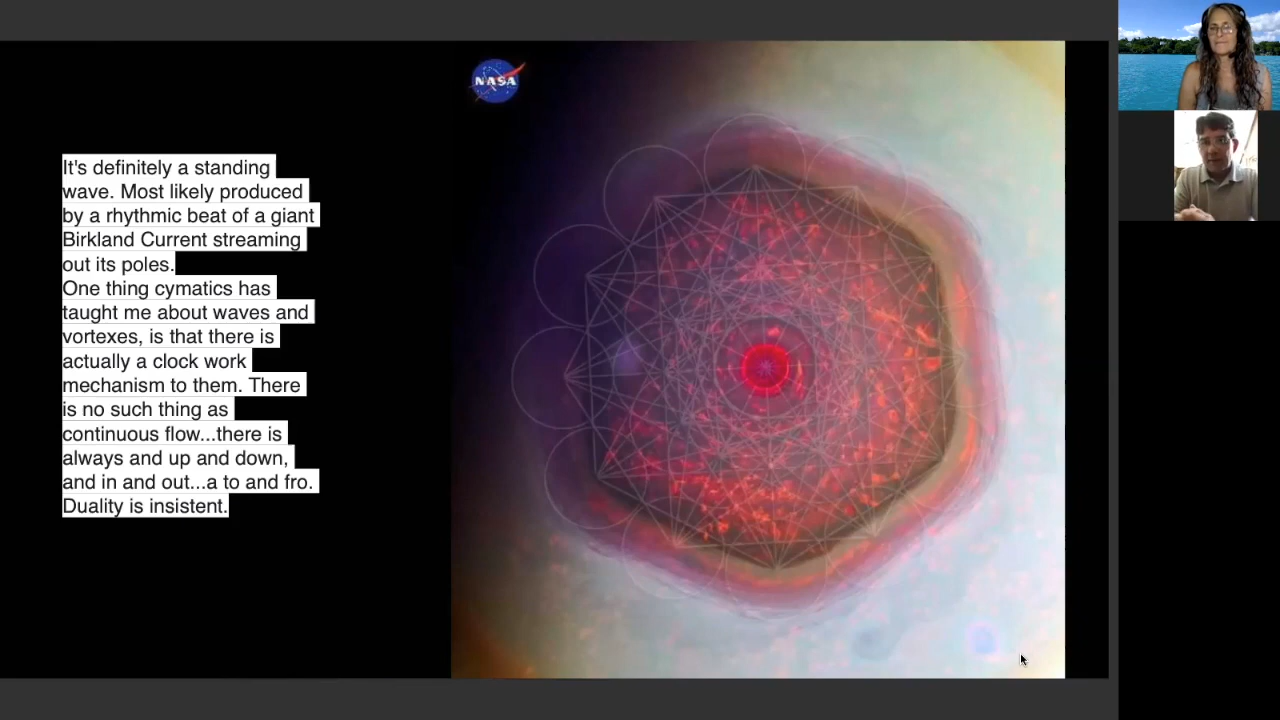 NASA
It's definitely a standing
wave. Most likely produced
by a rhythmic beat of a giant
Birkland Current streaming
out its poles.
One thing cymatics has
taught me about waves and
vortexes, is that there is
actually a clock work
mechanism to them. There
is no such thing as
continuous flow...there is
always and up and down,
and in and out...a to and fro.
Duality is insistent.